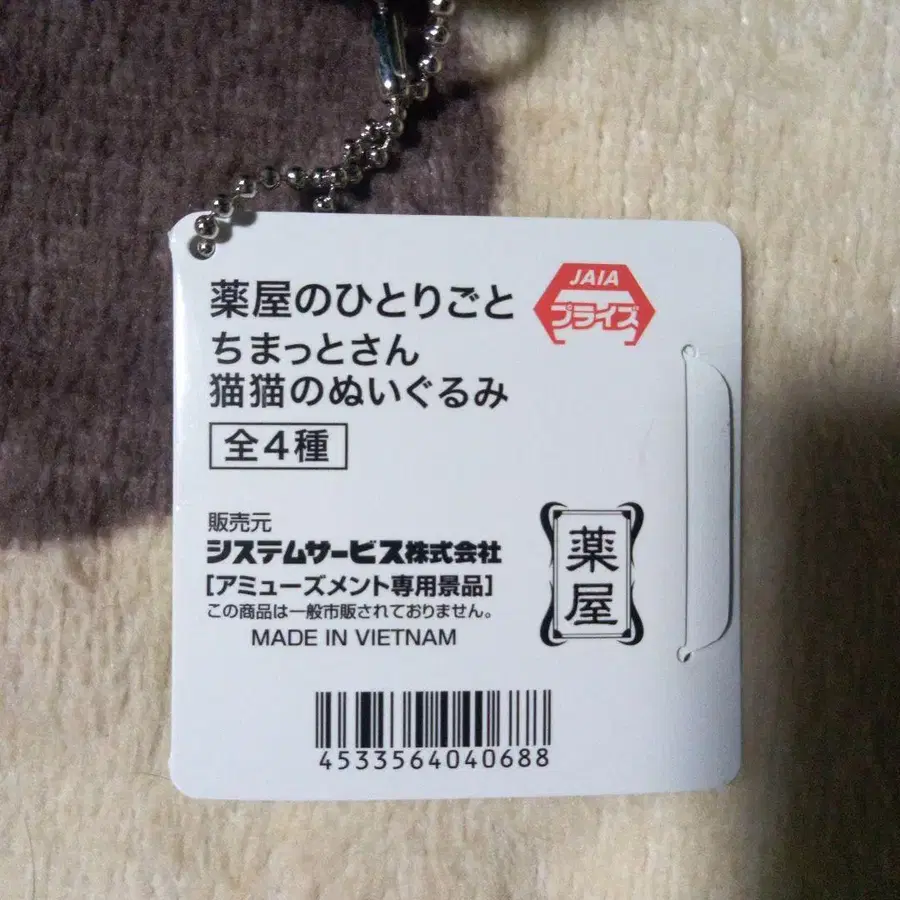 薬屋のひとりごと
ちまっとさん
猫猫のぬいぐるみ
全4種
JAIA
プライズ
販売元
システムサービス株式会社
[アミューズメント専用景品]
この商品は一般市販されておりません。
MADE IN VIETNAM
薬屋
4533564040688